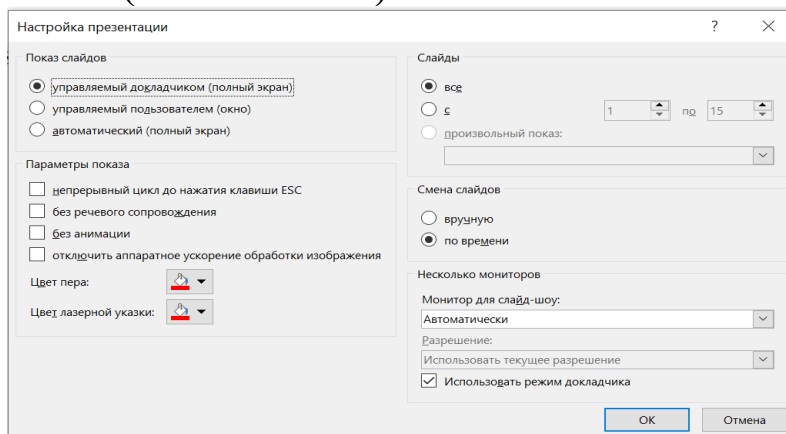 Настройка презентации
Показ слайдов
управляемый докладчиком (полный экран)
управляемый пользователем (окно)
автоматический (полный экран)
Параметры показа
непрерывный цикл до нажатия клавиши ESC
без речевого сопровождения
без анимации
отключить аппаратное ускорение обработки изображения
Цвет пера:
Цвет лазерной указки:
Слайды
все
с 1 по 15
произвольный показ:
Смена слайдов
вручную
по времени
Несколько мониторов
Монитор для слайд-шоу:
Автоматически
Разрешение:
Использовать текущее разрешение
Использовать режим докладчика
ОК Отмена